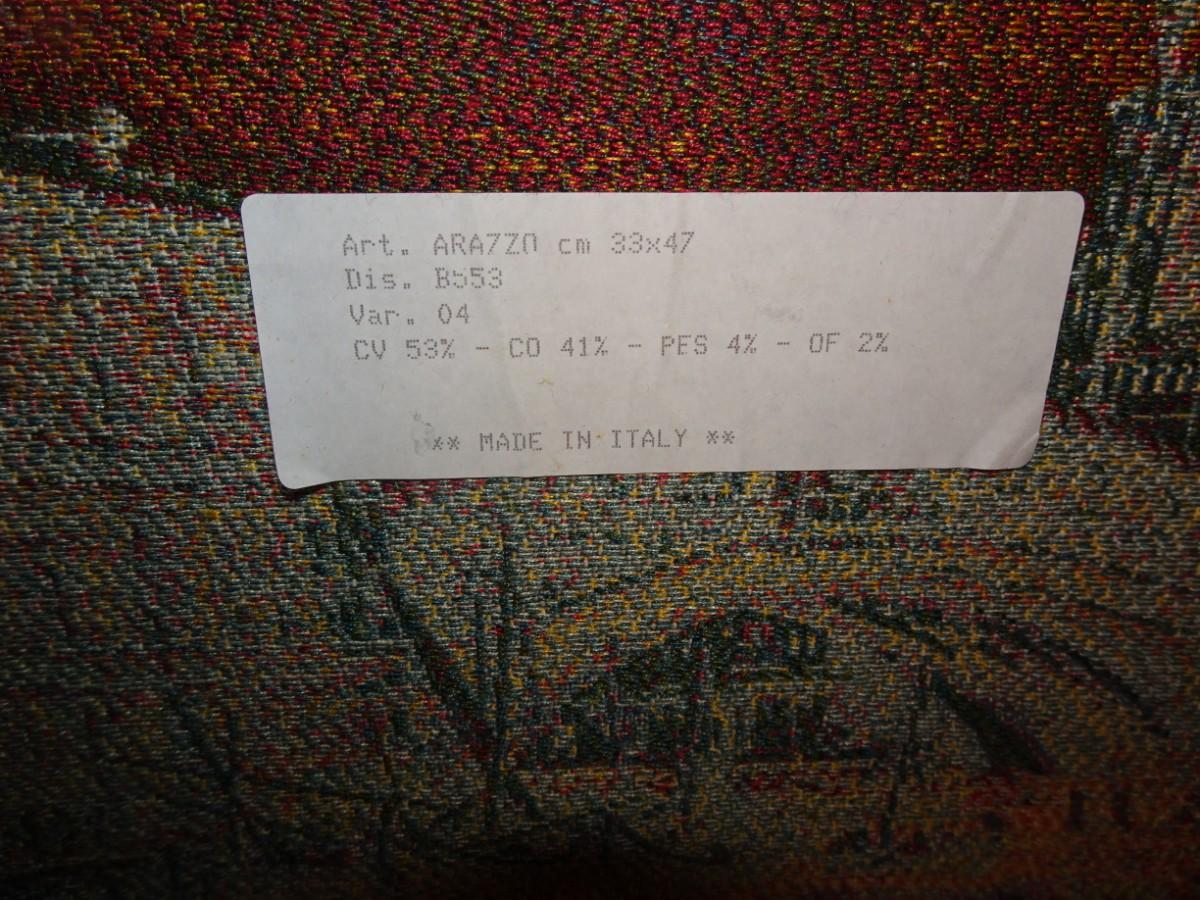 Art. ARAZZO cm 33x47
Dis. B553
Var. 04
CV 53% - CO 41% - PES 4% - OF 2%
** MADE IN ITALY **